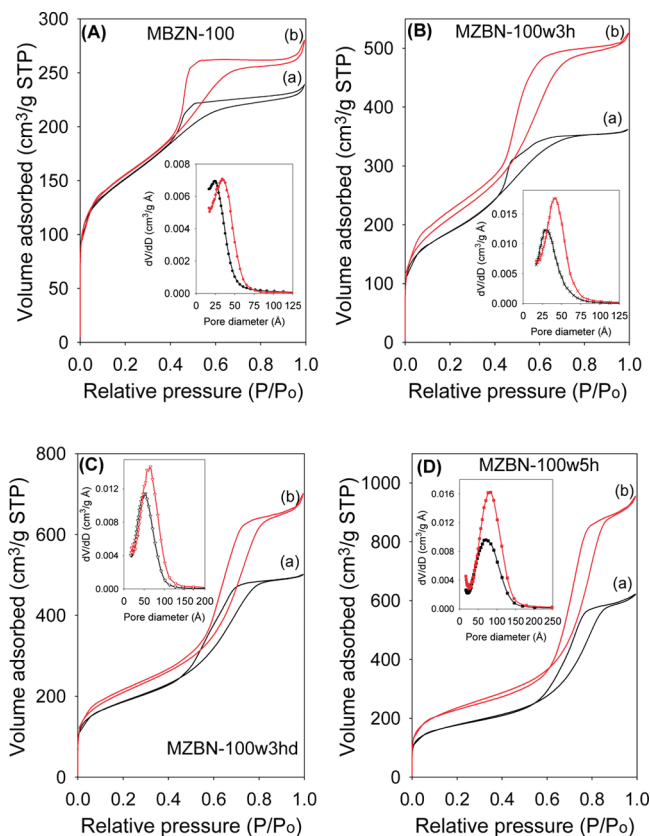 (A)
MBZN-100
(b)
(a)
300
250
200
150
100
50
0
Volume adsorbed (cm³/g STP)
0.0 0.2 0.4 0.6 0.8 1.0
Relative pressure (P/Po)
0.008
0.006
0.004
0.002
0.000
dV/dD (cm³/g Å)
0 25 50 75 100 125
Pore diameter (Å)
(B)
MZBN-100w3h
(b)
(a)
500
400
300
200
100
0
Volume adsorbed (cm³/g STP)
0.0 0.2 0.4 0.6 0.8 1.0
Relative pressure (P/Po)
0.015
0.010
0.005
0.000
dV/dD (cm³/g Å)
0 25 50 75 100 125
Pore diameter (Å)
(C)
(b)
(a)
MZBN-100w3hd
800
600
400
200
0
Volume adsorbed (cm³/g STP)
0.0 0.2 0.4 0.6 0.8 1.0
Relative pressure (P/Po)
0.012
0.008
0.004
0.000
dV/dD (cm³/g Å)
0 50 100 150 200
Pore diameter (Å)
(D)
MZBN-100w5h
(b)
(a)
1000
800
600
400
200
0
Volume adsorbed (cm³/g STP)
0.0 0.2 0.4 0.6 0.8 1.0
Relative pressure (P/Po)
0.016
0.012
0.008
0.004
0.000
dV/dD (cm³/g Å)
0 50 100 150 200 250
Pore diameter (Å)